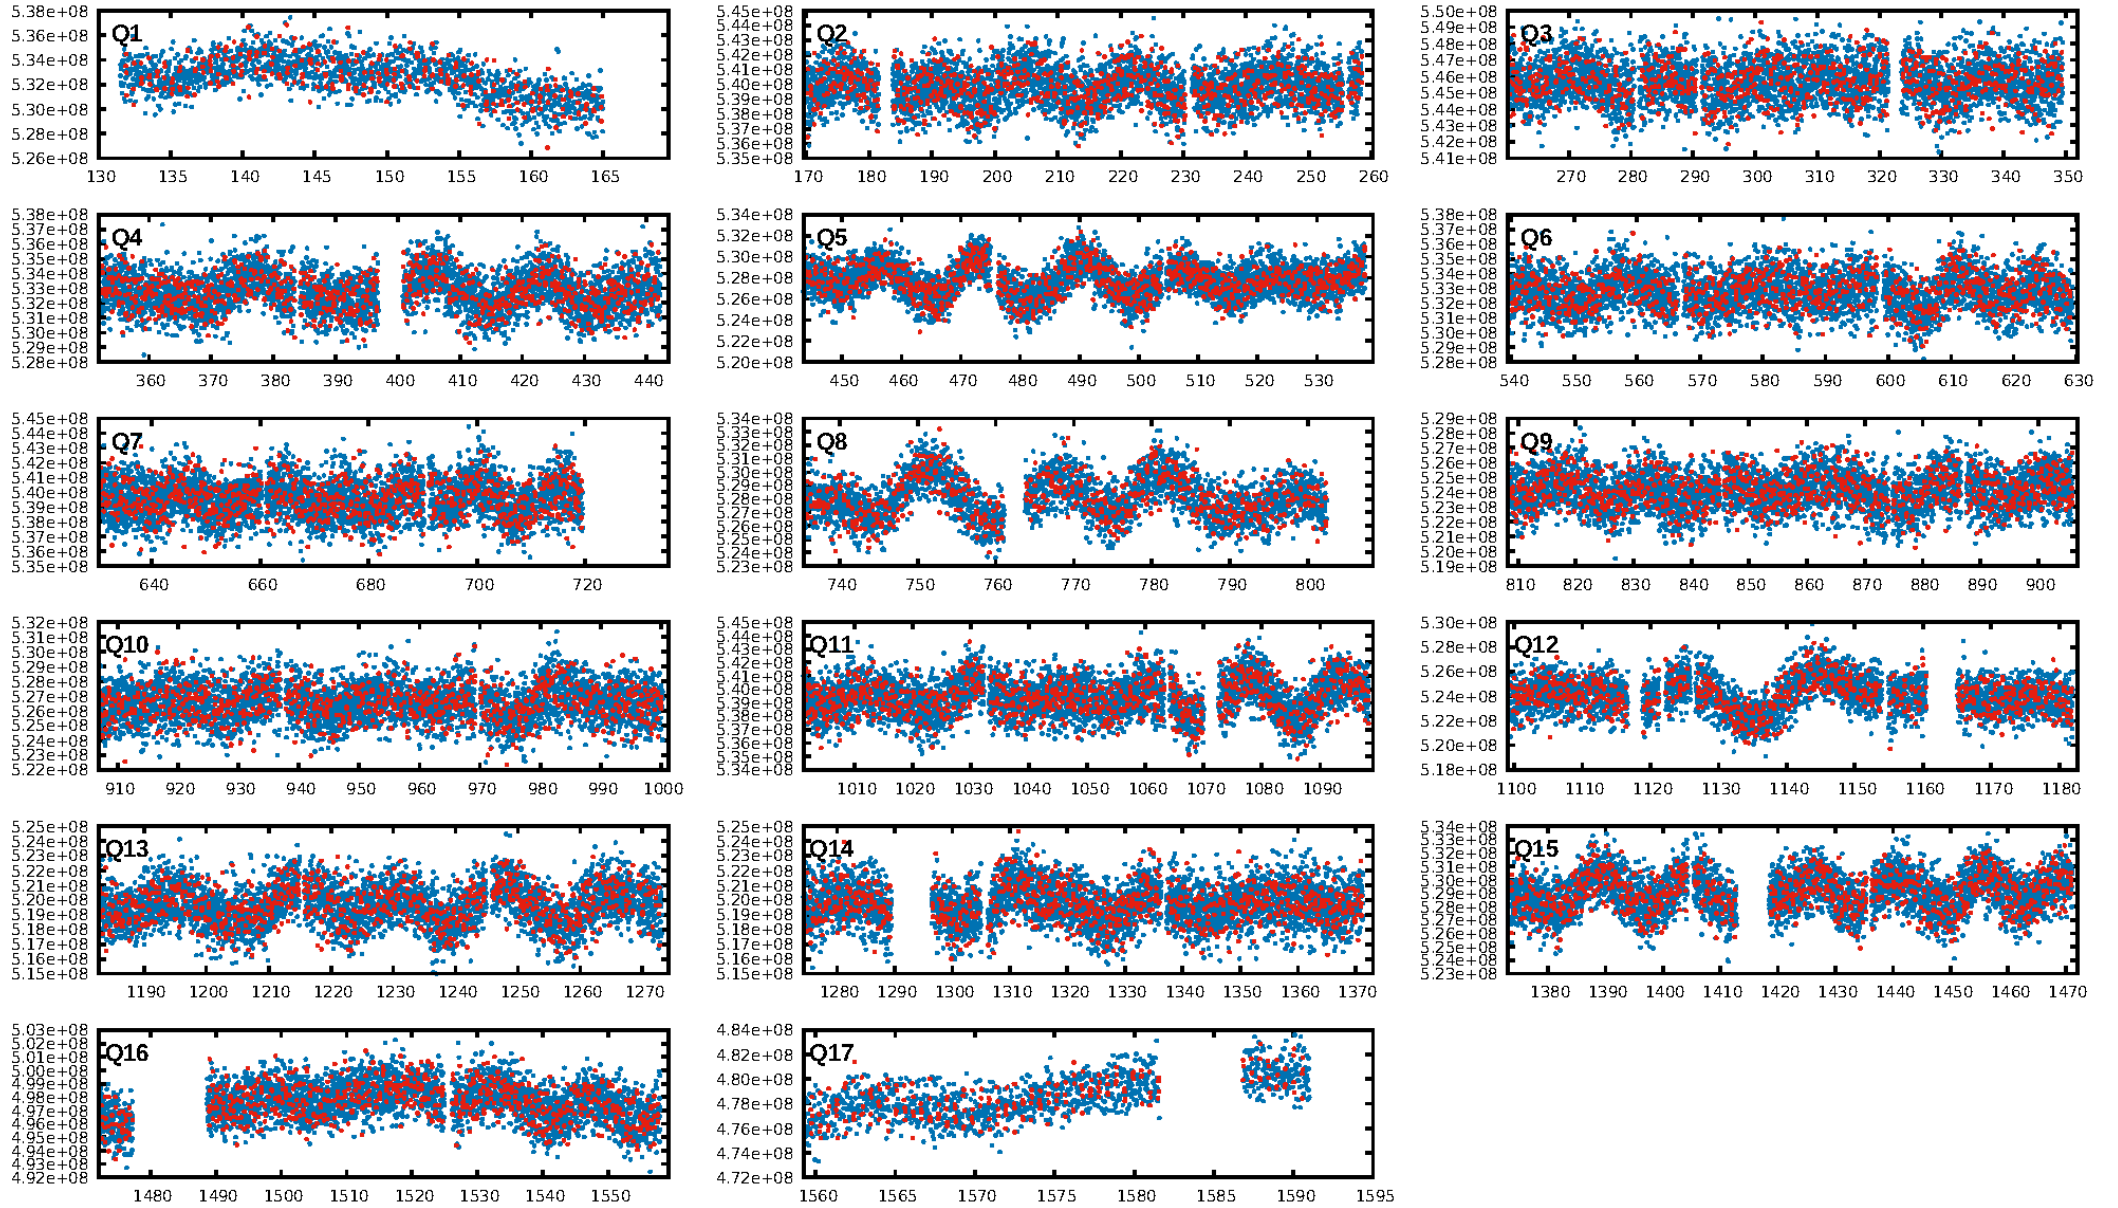 Q1
5.38e+08
5.36e+08
5.34e+08
5.32e+08
5.30e+08
5.28e+08
5.26e+08
130 135 140 145 150 155 160 165
Q2
5.45e+08
5.44e+08
5.43e+08
5.42e+08
5.41e+08
5.40e+08
5.39e+08
5.38e+08
5.37e+08
5.36e+08
5.35e+08
170 180 190 200 210 220 230 240 250 260
Q3
5.50e+08
5.49e+08
5.48e+08
5.47e+08
5.46e+08
5.45e+08
5.44e+08
5.43e+08
5.42e+08
5.41e+08
270 280 290 300 310 320 330 340 350
Q4
5.38e+08
5.37e+08
5.36e+08
5.35e+08
5.34e+08
5.33e+08
5.32e+08
5.31e+08
5.30e+08
5.29e+08
5.28e+08
360 370 380 390 400 410 420 430 440
Q5
5.34e+08
5.32e+08
5.30e+08
5.28e+08
5.26e+08
5.24e+08
5.22e+08
5.20e+08
450 460 470 480 490 500 510 520 530
Q6
5.38e+08
5.37e+08
5.36e+08
5.35e+08
5.34e+08
5.33e+08
5.32e+08
5.31e+08
5.30e+08
5.29e+08
5.28e+08
540 550 560 570 580 590 600 610 620 630
Q7
5.45e+08
5.44e+08
5.43e+08
5.42e+08
5.41e+08
5.40e+08
5.39e+08
5.38e+08
5.37e+08
5.36e+08
5.35e+08
640 660 680 700 720
Q8
5.34e+08
5.33e+08
5.32e+08
5.31e+08
5.30e+08
5.29e+08
5.28e+08
5.27e+08
5.26e+08
5.25e+08
5.24e+08
5.23e+08
740 750 760 770 780 790 800
Q9
5.29e+08
5.28e+08
5.27e+08
5.26e+08
5.25e+08
5.24e+08
5.23e+08
5.22e+08
5.21e+08
5.20e+08
5.19e+08
810 820 830 840 850 860 870 880 890 900
Q10
5.32e+08
5.31e+08
5.30e+08
5.29e+08
5.28e+08
5.27e+08
5.26e+08
5.25e+08
5.24e+08
5.23e+08
5.22e+08
910 920 930 940 950 960 970 980 990 1000
Q11
5.45e+08
5.44e+08
5.43e+08
5.42e+08
5.41e+08
5.40e+08
5.39e+08
5.38e+08
5.37e+08
5.36e+08
5.35e+08
5.34e+08
1010 1020 1030 1040 1050 1060 1070 1080 1090
Q12
5.30e+08
5.28e+08
5.26e+08
5.24e+08
5.22e+08
5.20e+08
5.18e+08
1100 1110 1120 1130 1140 1150 1160 1170 1180
Q13
5.25e+08
5.24e+08
5.23e+08
5.22e+08
5.21e+08
5.20e+08
5.19e+08
5.18e+08
5.17e+08
5.16e+08
5.15e+08
1190 1200 1210 1220 1230 1240 1250 1260 1270
Q14
5.25e+08
5.24e+08
5.23e+08
5.22e+08
5.21e+08
5.20e+08
5.19e+08
5.18e+08
5.17e+08
5.16e+08
5.15e+08
1280 1290 1300 1310 1320 1330 1340 1350 1360 1370
Q15
5.34e+08
5.33e+08
5.32e+08
5.31e+08
5.30e+08
5.29e+08
5.28e+08
5.27e+08
5.26e+08
5.25e+08
5.24e+08
5.23e+08
1380 1390 1400 1410 1420 1430 1440 1450 1460 1470
Q16
5.03e+08
5.02e+08
5.01e+08
5.00e+08
4.99e+08
4.98e+08
4.97e+08
4.96e+08
4.95e+08
4.94e+08
4.93e+08
4.92e+08
1480 1490 1500 1510 1520 1530 1540 1550
Q17
4.84e+08
4.82e+08
4.80e+08
4.78e+08
4.76e+08
4.74e+08
4.72e+08
1560 1565 1570 1575 1580 1585 1590 1595